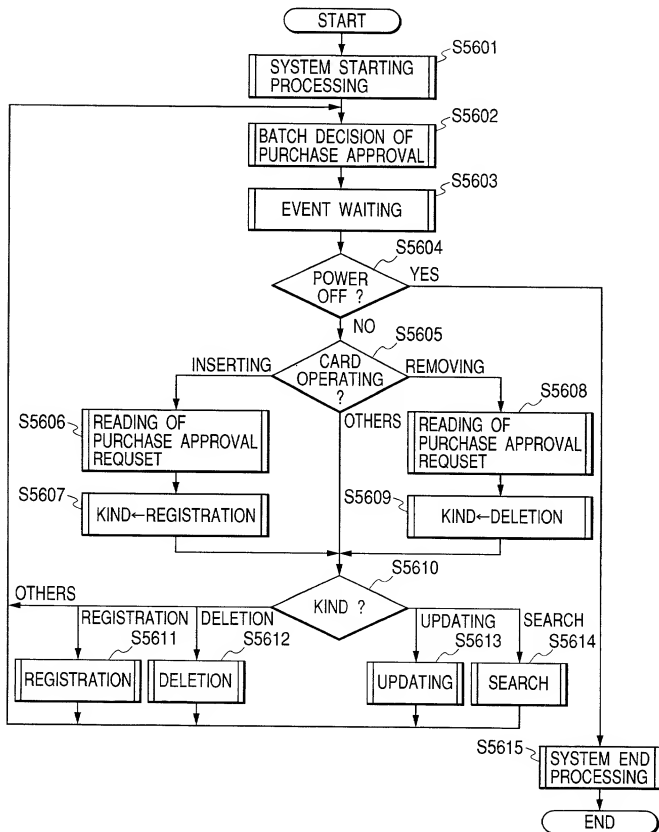 START
S5601
SYSTEM STARTING
PROCESSING
S5602
BATCH DECISION OF
PURCHASE APPROVAL
S5603
EVENT WAITING
S5604
POWER
OFF ?
YES
NO
S5605
CARD
OPERATING
?
INSERTING
REMOVING
OTHERS
S5606
READING OF
PURCHASE APPROVAL
REQUSET
S5608
READING OF
PURCHASE APPROVAL
REQUSET
S5607
KIND←REGISTRATION
S5609
KIND←DELETION
S5610
KIND ?
OTHERS
REGISTRATION
DELETION
UPDATING
SEARCH
S5611
S5612
S5613
S5614
REGISTRATION
DELETION
UPDATING
SEARCH
S5615
SYSTEM END
PROCESSING
END